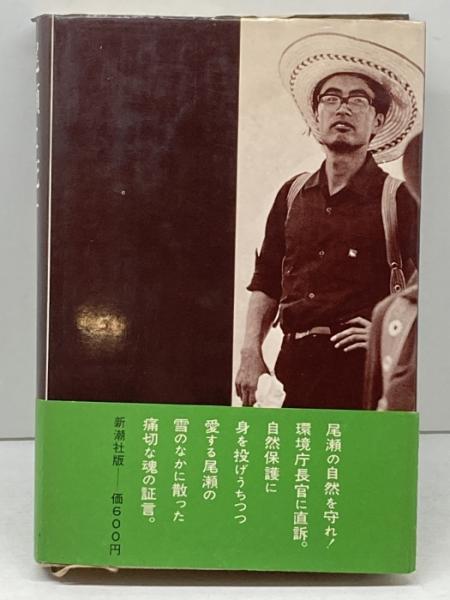 尾瀬の自然を守れ!
環境庁長官に直訴。
自然保護に
身を投げうちつつ
愛する尾瀬の
雪のなかに散った
痛切な魂の証言。
新潮社版──価600円